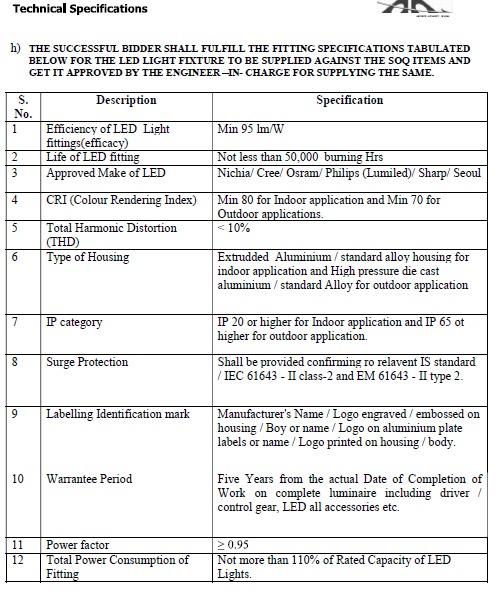 Technical Specifications
h) THE SUCCESSFUL BIDDER SHALL FULFILL THE FITTING SPECIFICATIONS TABULATED
BELOW FOR THE LED LIGHT FIXTURE TO BE SUPPLIED AGAINST THE SOQ ITEMS AND
GET IT APPROVED BY THE ENGINEER –IN- CHARGE FOR SUPPLYING THE SAME.
S. No. Description Specification
1 Efficiency of LED Light Min 95 lm/W
fittings(efficacy)
2 Life of LED fitting Not less than 50,000 burning Hrs
3 Approved Make of LED Nichia/ Cree/ Osram/ Philips (Lumiled)/ Sharp/ Seoul
4 CRI (Colour Rendering Index) Min 80 for Indoor application and Min 70 for
Outdoor applications.
5 Total Harmonic Distortion < 10%
(THD)
6 Type of Housing Extrudded Aluminium / standard alloy housing for
indoor application and High pressure die cast
aluminium / standard Alloy for outdoor application
7 IP category IP 20 or higher for Indoor application and IP 65 ot
higher for outdoor application.
8 Surge Protection Shall be provided confirming ro relavent IS standard
/ IEC 61643 - II class-2 and EM 61643 - II type 2.
9 Labelling Identification mark Manufacturer's Name / Logo engraved / embossed on
housing / Boy or name / Logo on aluminium plate
labels or name / Logo printed on housing / body.
10 Warrantee Period Five Years from the actual Date of Completion of
Work on complete luminaire including driver /
control gear, LED all accessories etc.
11 Power factor ≥ 0.95
12 Total Power Consumption of Not more than 110% of Rated Capacity of LED
Fitting Lights.